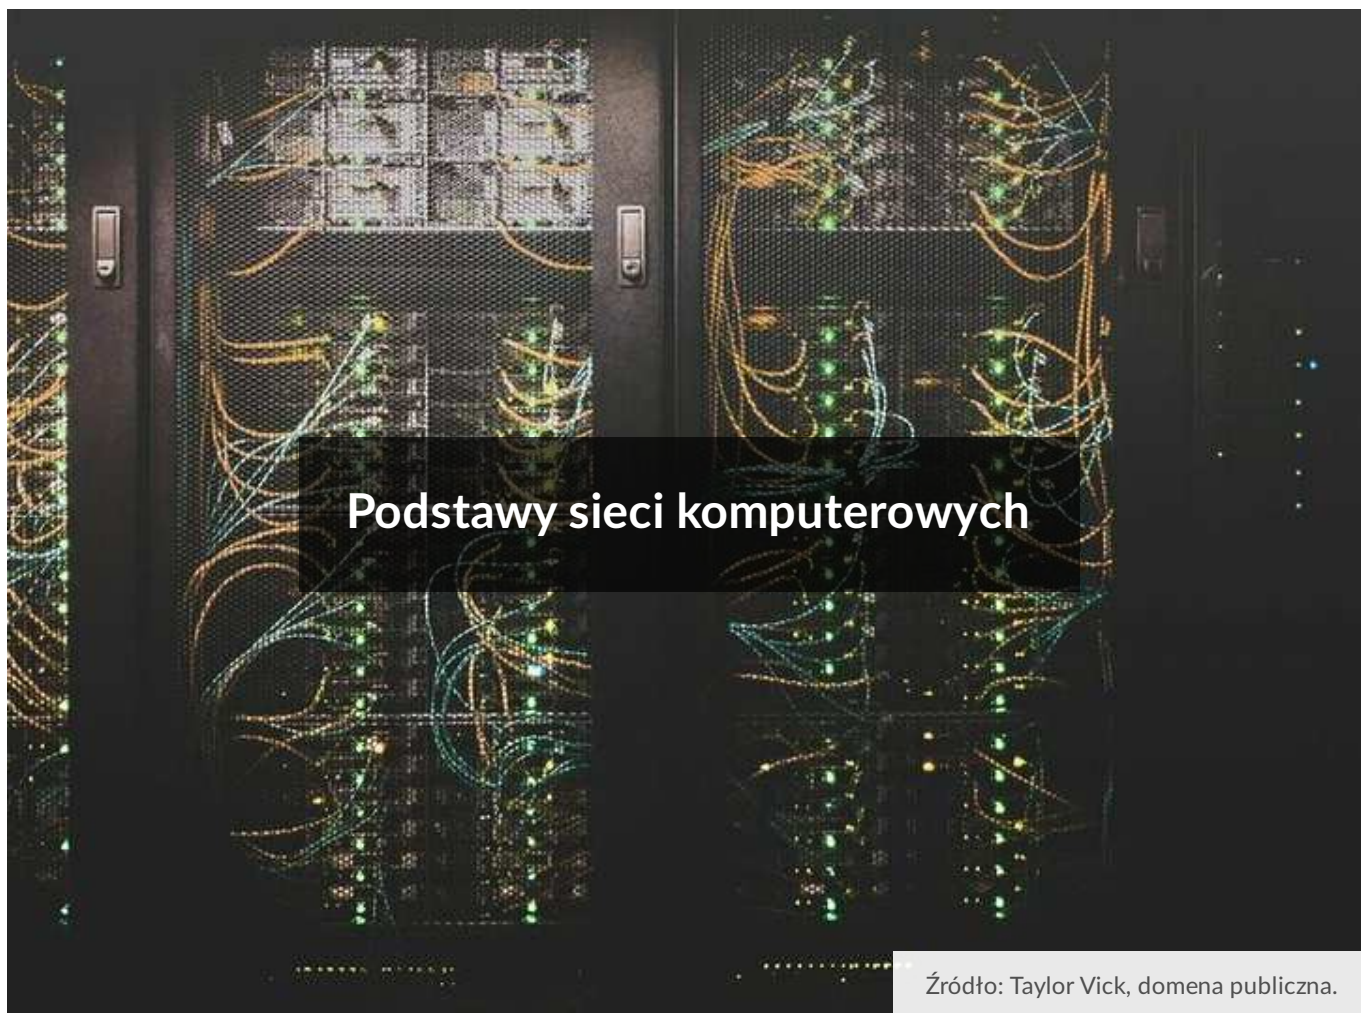 Podstawy sieci komputerowych
Źródło: Taylor Vick, domena publiczna.